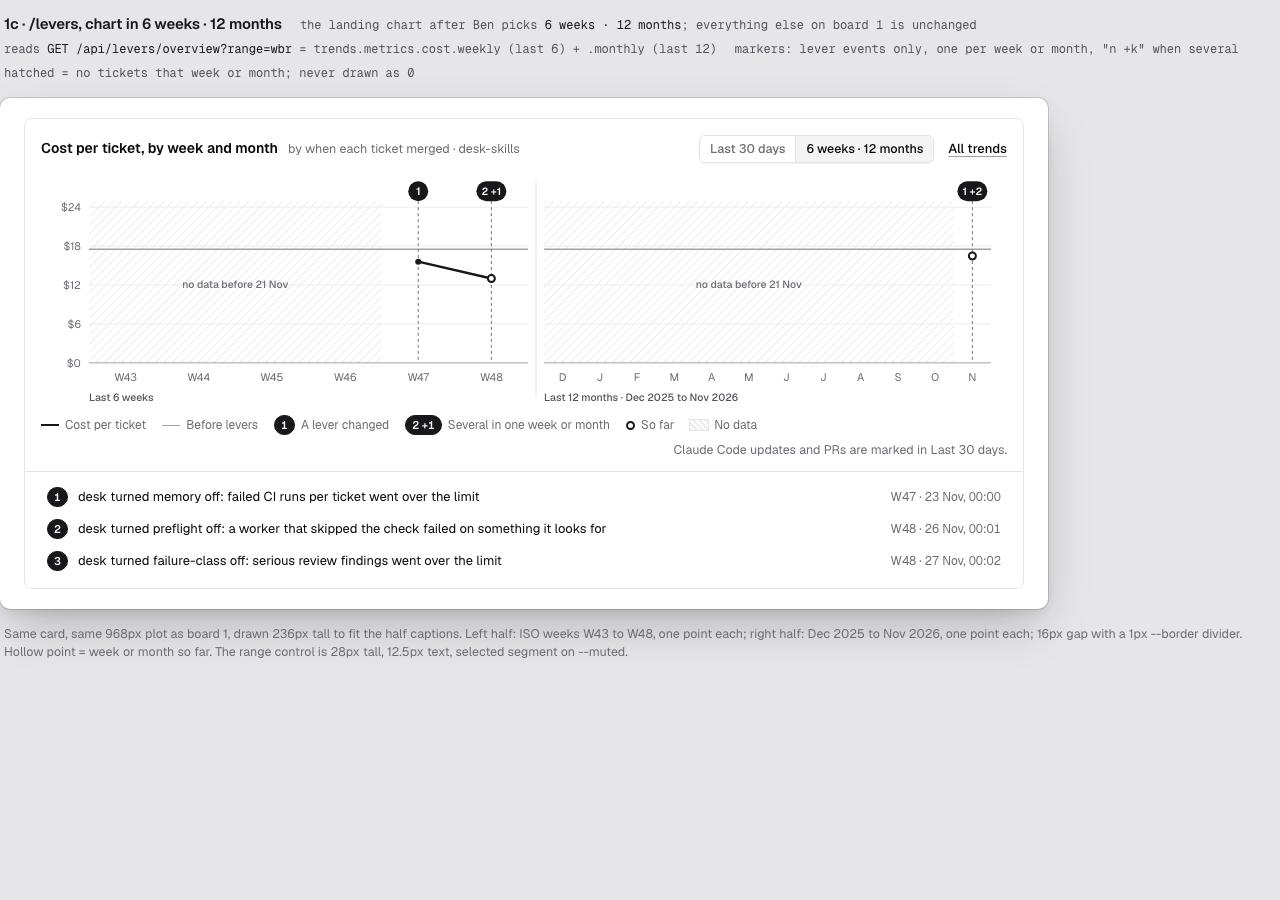 1c · /levers, chart in 6 weeks · 12 months the landing chart after Ben picks 6 weeks · 12 months; everything else on board 1 is unchanged
reads GET /api/levers/overview?range=wbr = trends.metrics.cost.weekly (last 6) + .monthly (last 12) markers: lever events only, one per week or month, "n +k" when several
hatched = no tickets that week or month; never drawn as 0
Cost per ticket, by week and month by when each ticket merged · desk-skills Last 30 days 6 weeks · 12 months All trends
1 2 +1 1 +2
$24
$18
$12
$6
$0
no data before 21 Nov no data before 21 Nov
W43 W44 W45 W46 W47 W48 D J F M A M J J A S O N
Last 6 weeks Last 12 months · Dec 2025 to Nov 2026
Cost per ticket Before levers 1 A lever changed 2 +1 Several in one week or month So far No data
Claude Code updates and PRs are marked in Last 30 days.
1 desk turned memory off: failed CI runs per ticket went over the limit W47 · 23 Nov, 00:00
2 desk turned preflight off: a worker that skipped the check failed on something it looks for W48 · 26 Nov, 00:01
3 desk turned failure-class off: serious review findings went over the limit W48 · 27 Nov, 00:02
Same card, same 968px plot as board 1, drawn 236px tall to fit the half captions. Left half: ISO weeks W43 to W48, one point each; right half: Dec 2025 to Nov 2026, one point each; 16px gap with a 1px --border divider.
Hollow point = week or month so far. The range control is 28px tall, 12.5px text, selected segment on --muted.